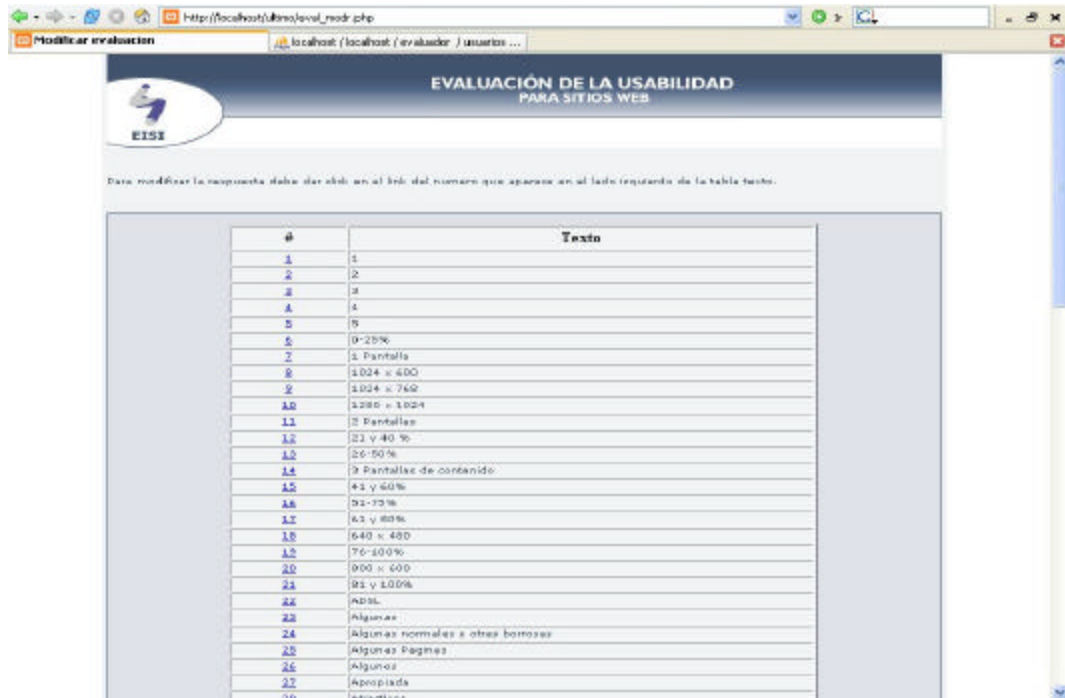 http://localhost/ultimo/eval_modr.php
Modificar evaluacion
localhost / localhost / evaluador / usuarios ...
EVALUACIÓN DE LA USABILIDAD
PARA SITIOS WEB
EISI
Para modificar la respuesta debe dar click en el link del numero que aparece en el lado izquierdo de la tabla texto.
# Texto
1 1
2 2
3 3
4 4
5 5
6 0-25%
7 1 Pantalla
8 1024 x 600
9 1024 x 768
10 1280 x 1024
11 2 Pantallas
12 21 y 40 %
13 26-50 %
14 3 Pantallas de contenido
15 41 y 60%
16 51-75%
17 61 y 80%
18 640 x 480
19 76-100%
20 800 x 600
21 81 y 100%
22 ADSL
23 Algunas
24 Algunas normales o otras borrosas
25 Algunas Paginas
26 Algunos
27 Apropiada
28